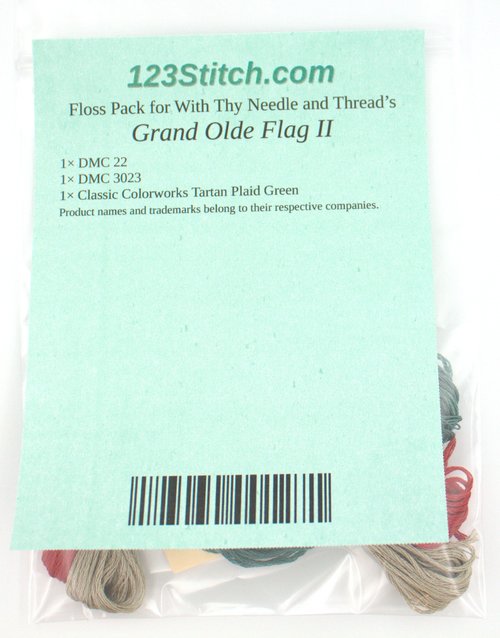 123Stitch.com
Floss Pack for With Thy Needle and Thread's
Grand Olde Flag II
1× DMC 22
1× DMC 3023
1× Classic Colorworks Tartan Plaid Green
Product names and trademarks belong to their respective companies.